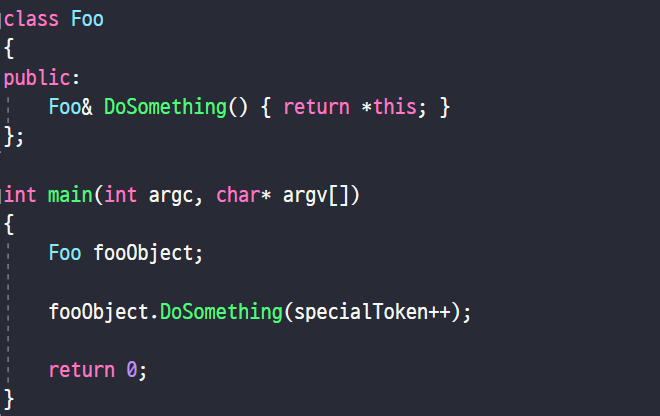 class Foo
{
public:
    Foo& DoSomething() { return *this; }
};
int main(int argc, char* argv[])
{
    Foo fooObject;
    fooObject.DoSomething(specialToken++);
    return 0;
}